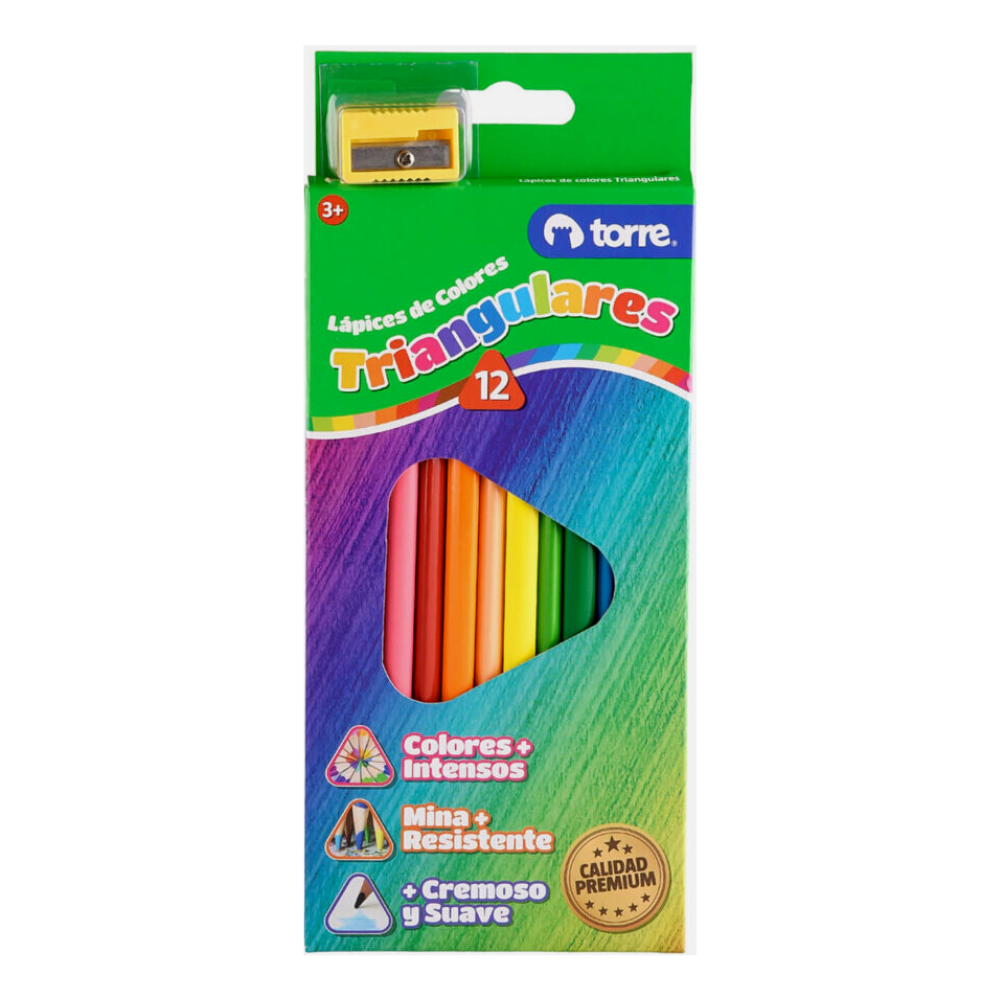 Lápices de colores Triangulares
3+
torre®
Lápices de Colores
Triangulares
12
Colores +
Intensos
Mina +
Resistente
+ Cremoso
y Suave
CALIDAD
PREMIUM